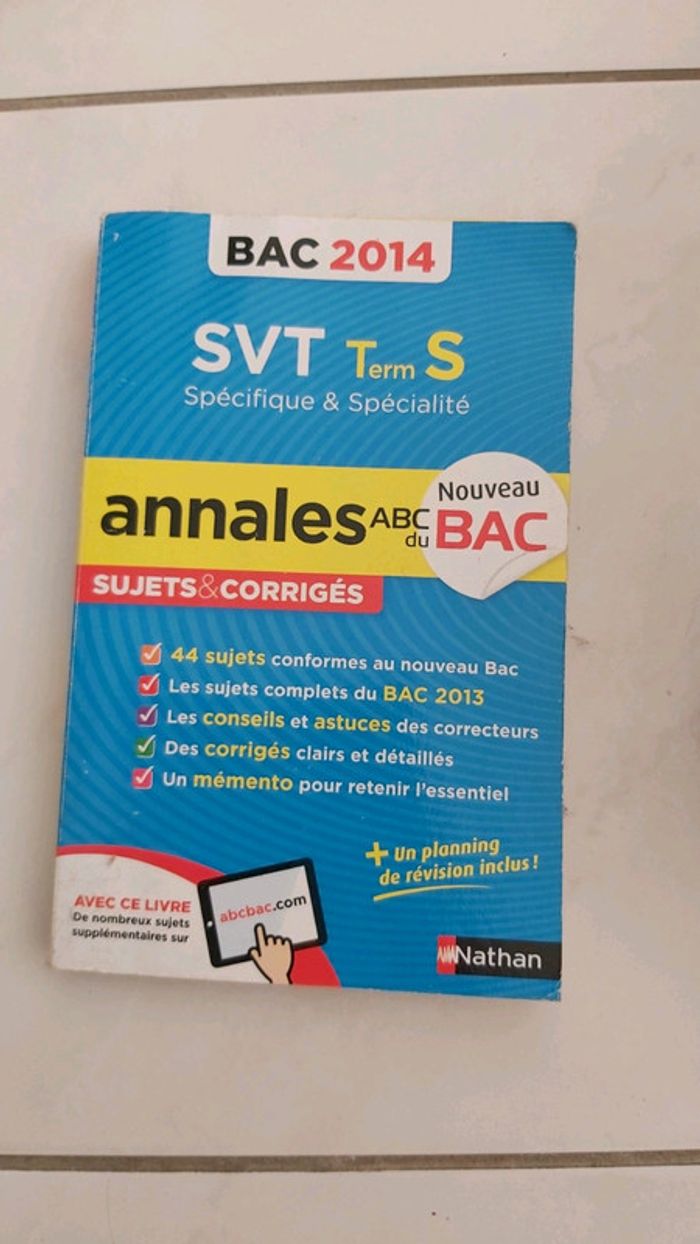 BAC 2014
SVT Term S
Spécifique & Spécialité
annales ABC du BAC
Nouveau
SUJETS&CORRIGÉS
44 sujets conformes au nouveau Bac
Les sujets complets du BAC 2013
Les conseils et astuces des correcteurs
Des corrigés clairs et détaillés
Un mémento pour retenir l'essentiel
+ Un planning
de révision inclus !
AVEC CE LIVRE
De nombreux sujets
supplémentaires sur
abcbac.com
Nathan